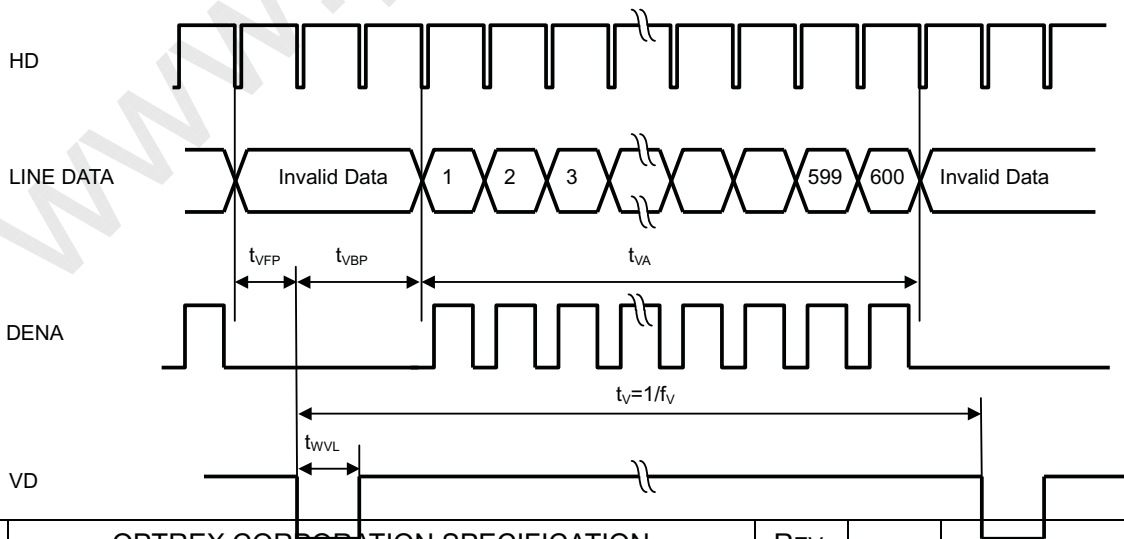 HD
LINE DATA Invalid Data 1 2 3 599 600 Invalid Data
tVFP tVBP tVA
DENA
tV=1/fV
tWVL
VD
OPTREX CORPORATION SPECIFICATION REV.